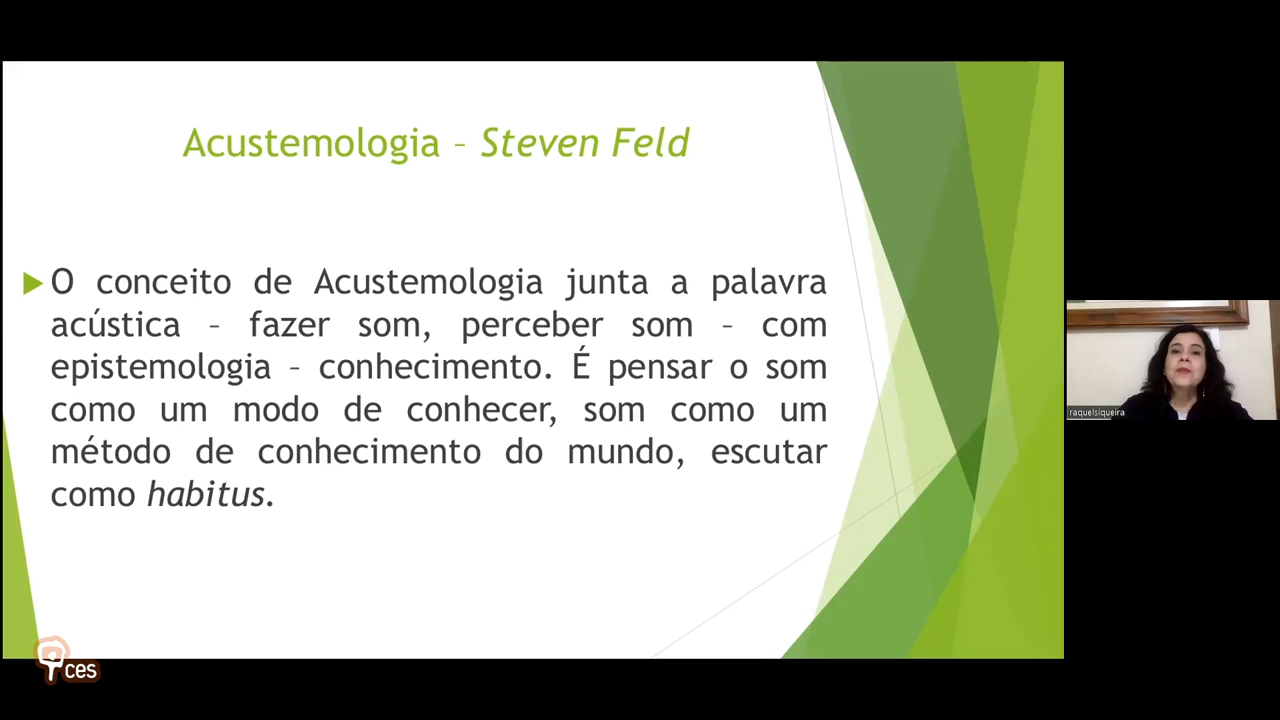 Acustemologia – Steven Feld
O conceito de Acustemologia junta a palavra
acústica – fazer som, perceber som – com
epistemologia – conhecimento. É pensar o som
como um modo de conhecer, som como um
método de conhecimento do mundo, escutar
como habitus.
raquelsiqueira
ces